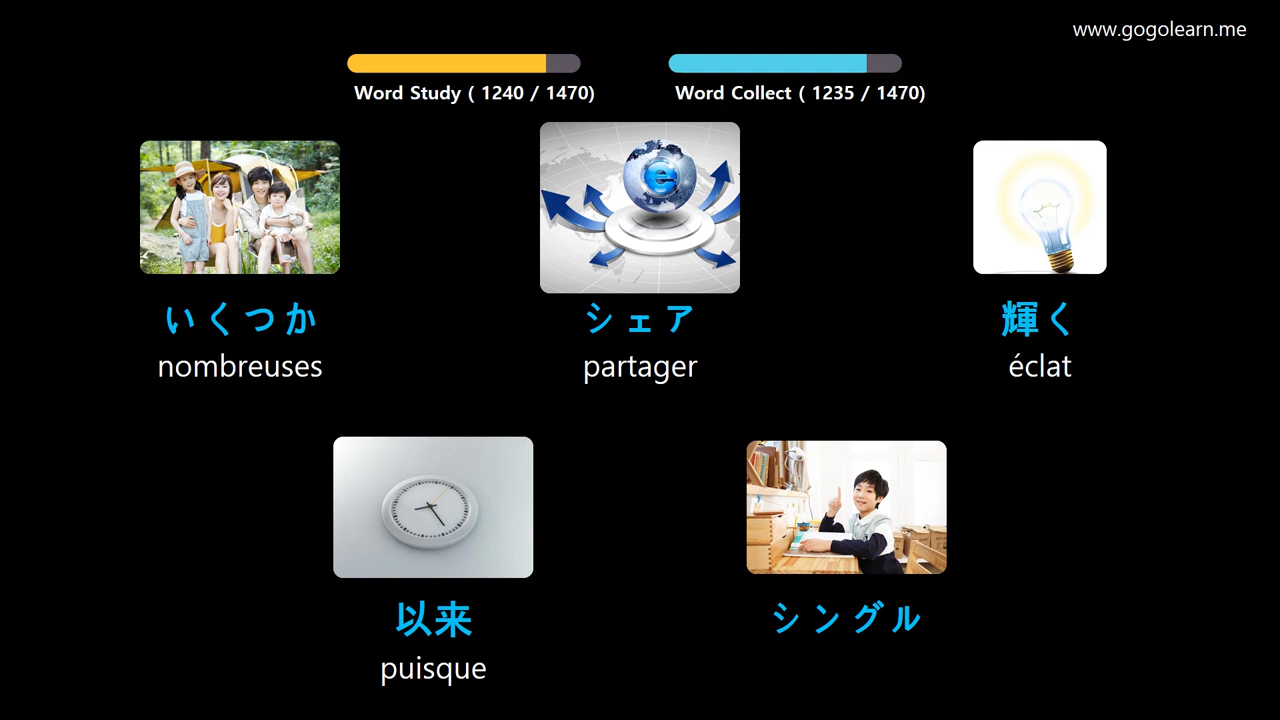 www.gogolearn.me
Word Study ( 1240 / 1470)
Word Collect ( 1235 / 1470)
e
いくつか
nombreuses
シェア
partager
輝く
éclat
以来
puisque
シングル